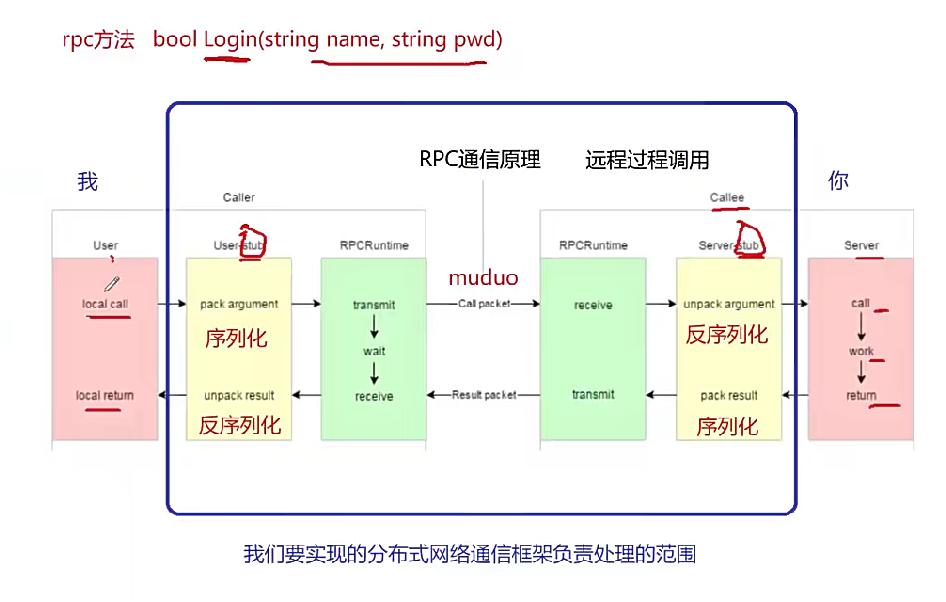 rpc方法 bool Login(string name, string pwd)
RPC通信原理 远程过程调用
我
你
Caller
Callee
User
User-stub
RPCRuntime
RPCRuntime
Server-stub
Server
muduo
local call
pack argument
transmit
Call packet
receive
unpack argument
call
序列化
反序列化
wait
work
local return
unpack result
receive
Result packet
transmit
pack result
return
反序列化
序列化
我们要实现的分布式网络通信框架负责处理的范围